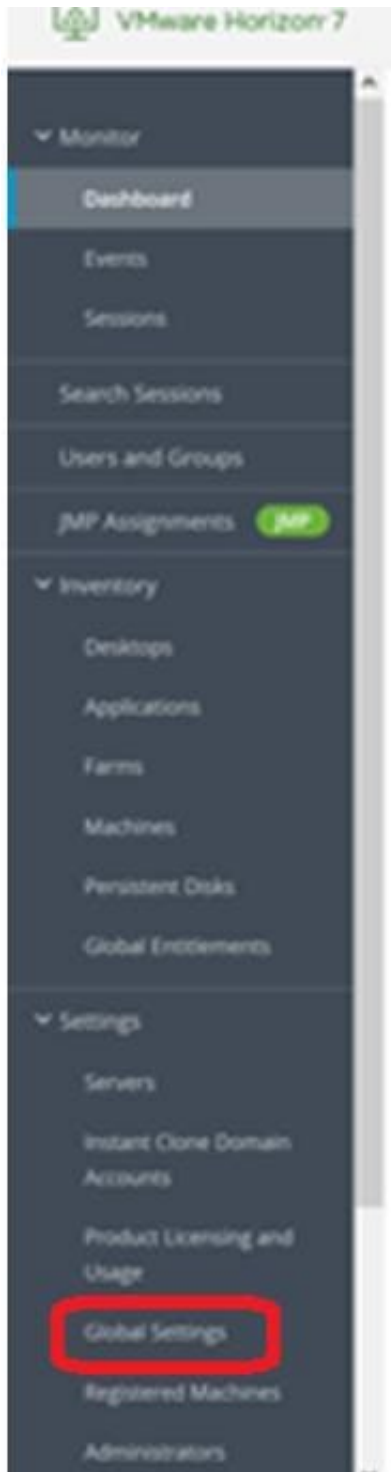 VMware Horizon 7
Monitor
Dashboard
Events
Sessions
Search Sessions
Users and Groups
JMP Assignments JMP
Inventory
Desktops
Applications
Farms
Machines
Persistent Disks
Global Entitlements
Settings
Servers
Instant Clone Domain
Accounts
Product Licensing and
Usage
Global Settings
Registered Machines
Administrators